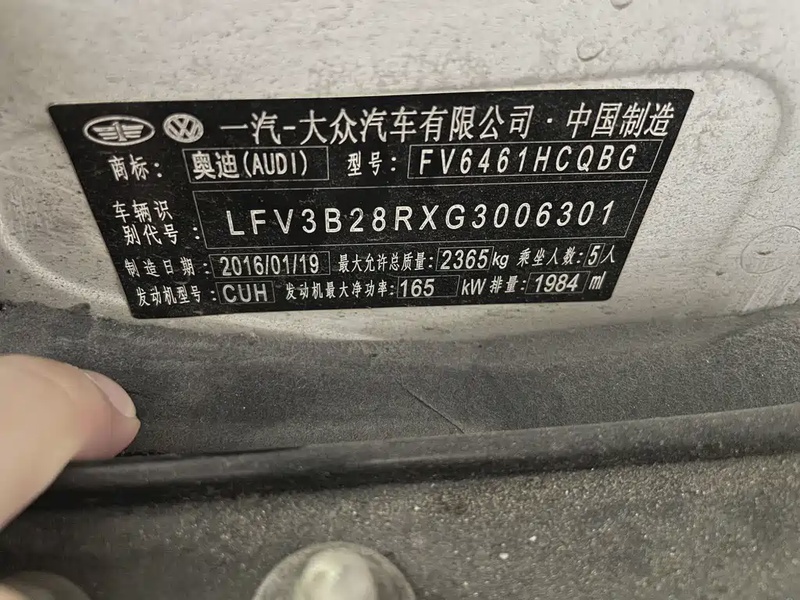 一汽-大众汽车有限公司·中国制造
商标: 奥迪(AUDI) 型号: FV6461HCQBG
车辆识
别代号: LFV3B28RXG3006301
制造日期: 2016/01/19 最大允许总质量: 2365kg 乘坐人数: 5人
发动机型号: CUH 发动机最大净功率: 165 kW 排量: 1984 ml